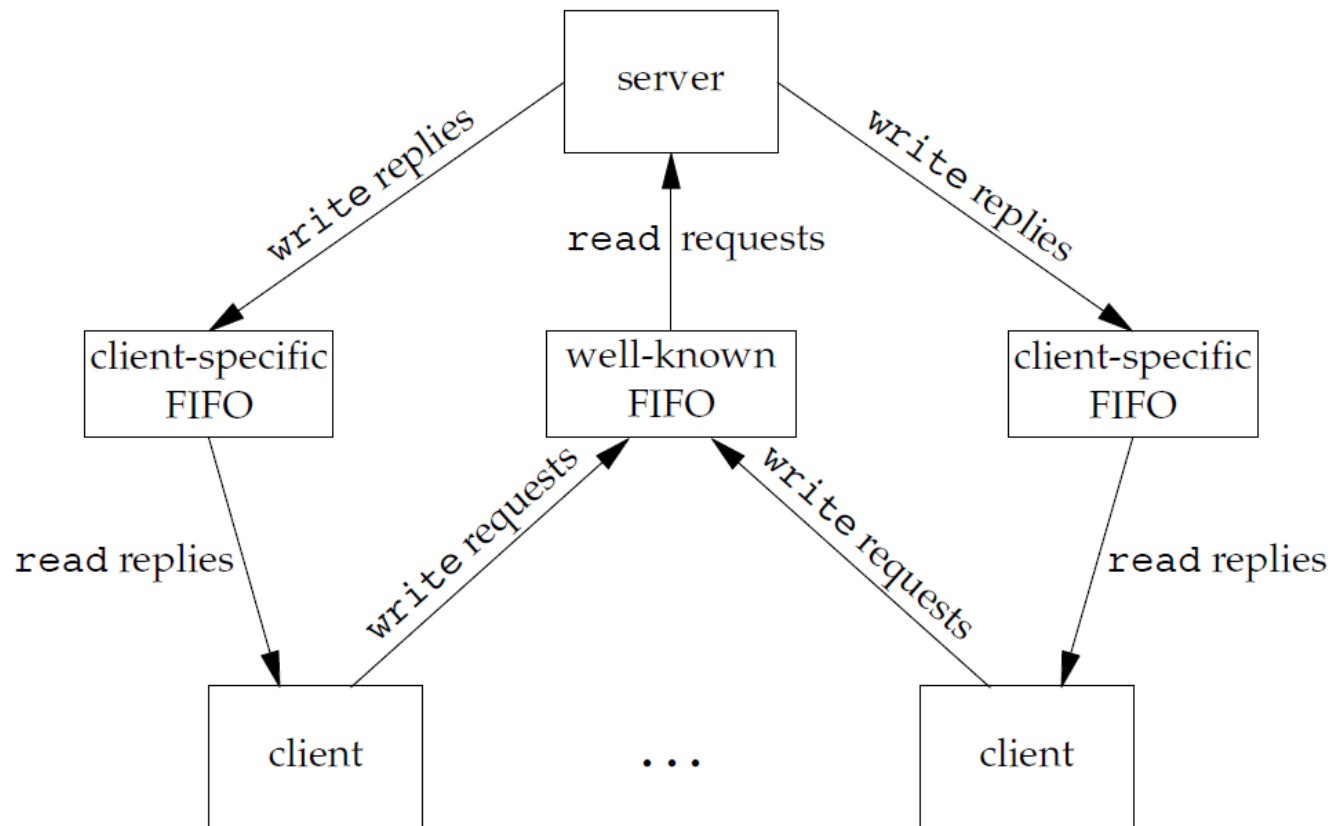 server
write replies
write replies
read requests
client-specific
FIFO
well-known
FIFO
client-specific
FIFO
write requests
write requests
read replies
read replies
client
...
client